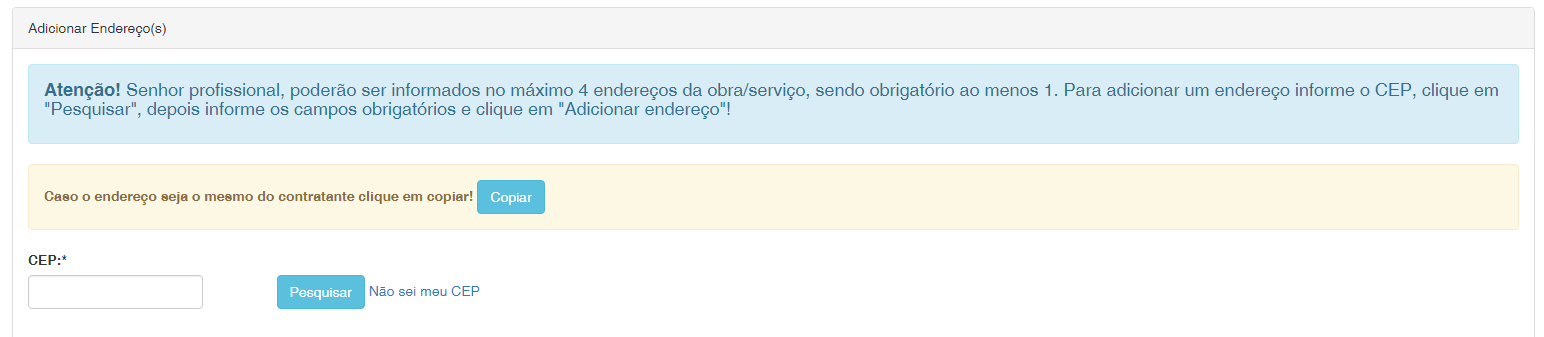 Adicionar Endereço(s)
Atenção! Senhor profissional, poderão ser informados no máximo 4 endereços da obra/serviço, sendo obrigatório ao menos 1. Para adicionar um endereço informe o CEP, clique em
"Pesquisar", depois informe os campos obrigatórios e clique em "Adicionar endereço"!
Caso o endereço seja o mesmo do contratante clique em copiar! Copiar
CEP:*
Pesquisar Não sei meu CEP